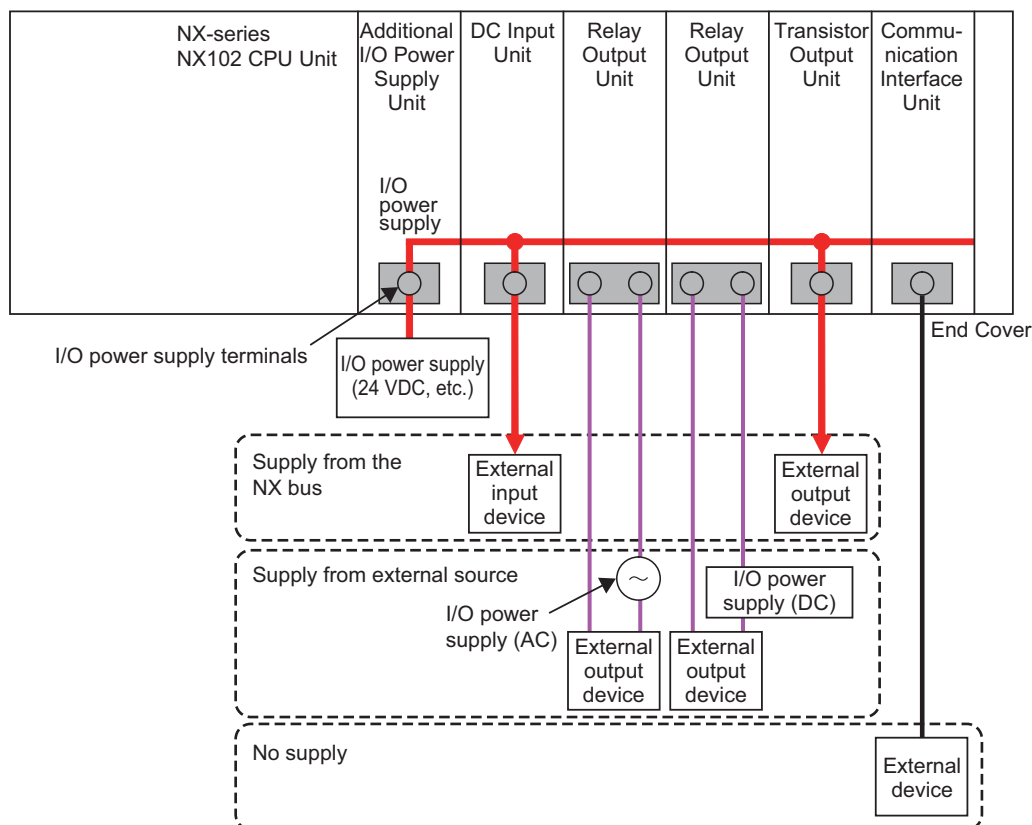 NX-series
NX102 CPU Unit
Additional
I/O Power
Supply
Unit
DC Input
Unit
Relay
Output
Unit
Relay
Output
Unit
Transistor
Output
Unit
Commu-
nication
Interface
Unit
I/O
power
supply
End Cover
I/O power supply terminals
I/O power supply
(24 VDC, etc.)
Supply from the
NX bus
External
input
device
External
output
device
Supply from external source
~
I/O power
supply (AC)
I/O power
supply (DC)
External
output
device
External
output
device
No supply
External
device